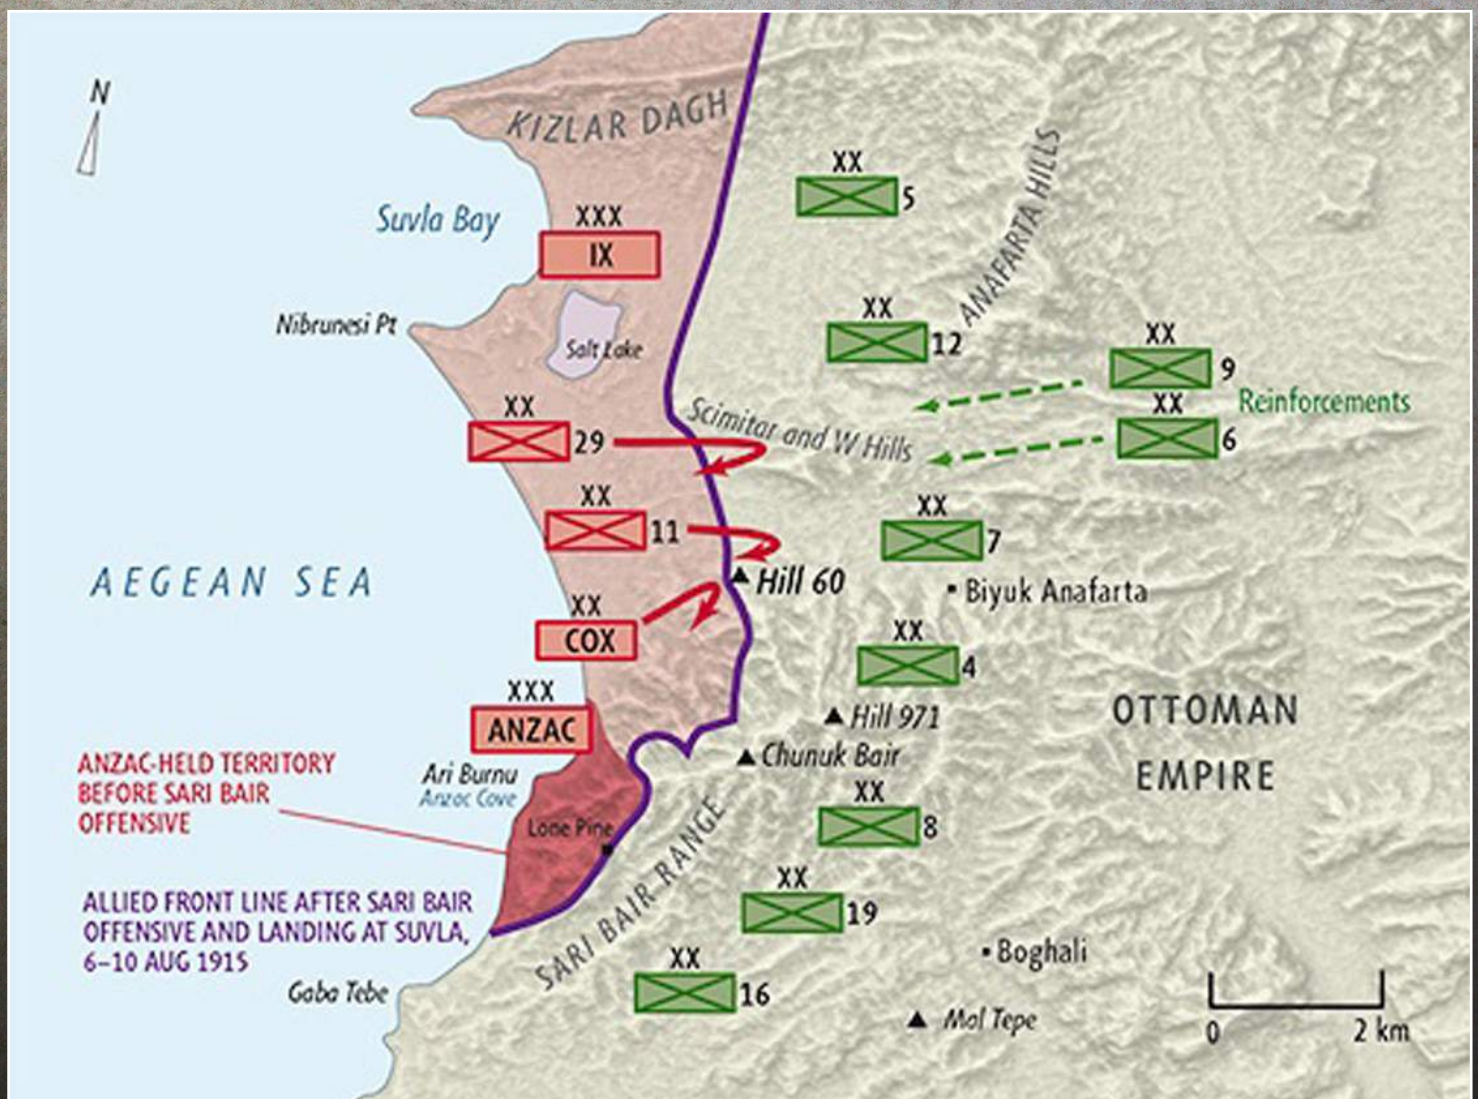 N
KIZLAR DAGH
XX
5
ANAFARTA HILLS
Suvla Bay
XXX
IX
Nibrunesi Pt
Salt Lake
XX
12
XX
9
Reinforcements
XX
6
XX
29
Scimitar and W Hills
XX
11
XX
7
AEGEAN SEA
Hill 60
Biyuk Anafarta
XX
COX
XX
4
XXX
ANZAC
Hill 971
OTTOMAN
EMPIRE
Chunuk Bair
ANZAC-HELD TERRITORY
BEFORE SARI BAIR
OFFENSIVE
Ari Burnu
Anzac Cove
Lone Pine
XX
8
SARI BAIR RANGE
XX
19
ALLIED FRONT LINE AFTER SARI BAIR
OFFENSIVE AND LANDING AT SUVLA,
6–10 AUG 1915
Boghali
Gaba Tebe
XX
16
Mal Tepe
0
2 km